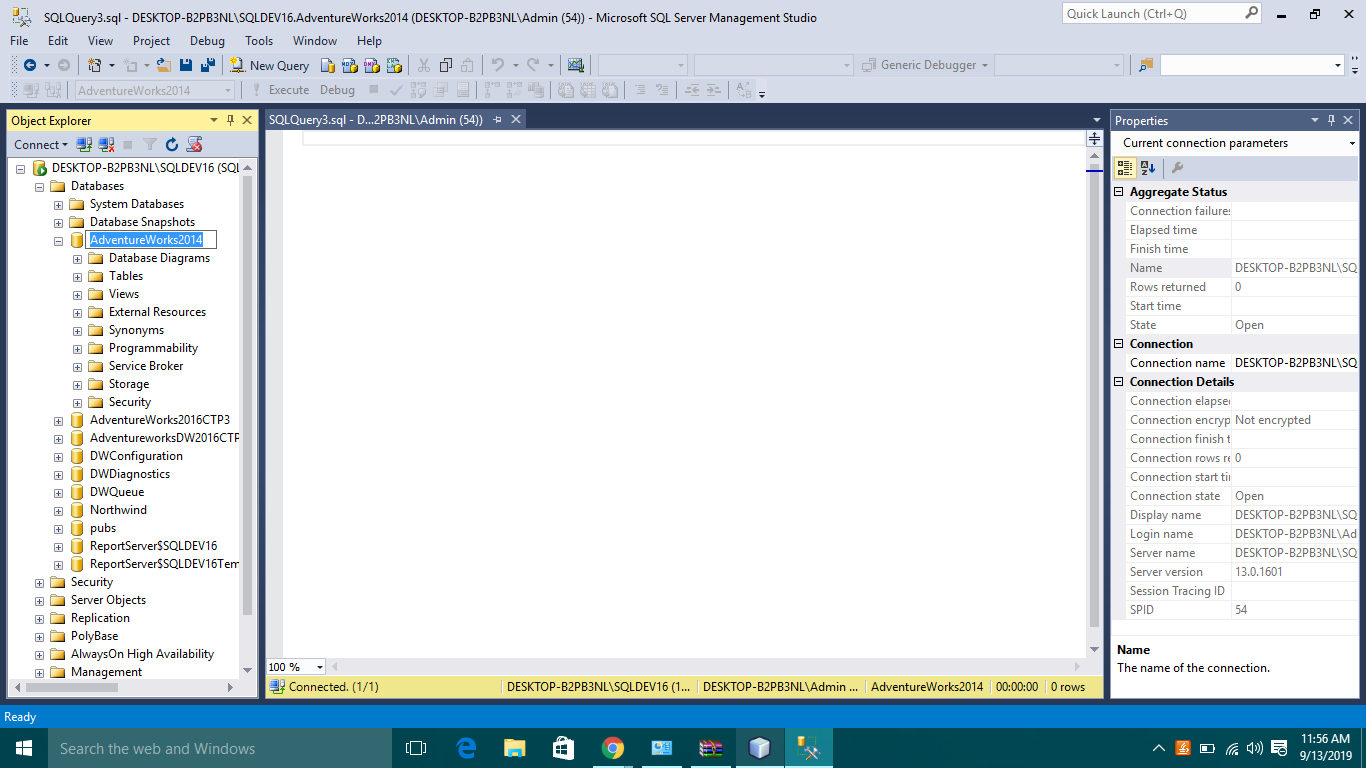 SQLQuery3.sql - DESKTOP-B2PB3NL\SQLDEV16.AdventureWorks2014 (DESKTOP-B2PB3NL\Admin (54)) - Microsoft SQL Server Management Studio
Quick Launch (Ctrl+Q)
File Edit View Project Debug Tools Window Help
New Query
Generic Debugger
AdventureWorks2014
Execute Debug
Object Explorer
Connect
DESKTOP-B2PB3NL\SQLDEV16 (SQL
Databases
System Databases
Database Snapshots
AdventureWorks2014
Database Diagrams
Tables
Views
External Resources
Synonyms
Programmability
Service Broker
Storage
Security
AdventureWorks2016CTP3
AdventureworksDW2016CTP
DWConfiguration
DWDiagnostics
DWQueue
Northwind
pubs
ReportServer$SQLDEV16
ReportServer$SQLDEV16Tem
Security
Server Objects
Replication
PolyBase
AlwaysOn High Availability
Management
SQLQuery3.sql - D...2PB3NL\Admin (54))
100 %
Connected. (1/1)
DESKTOP-B2PB3NL\SQLDEV16 (1...
DESKTOP-B2PB3NL\Admin ...
AdventureWorks2014
00:00:00
0 rows
Properties
Current connection parameters
Aggregate Status
Connection failures
Elapsed time
Finish time
Name DESKTOP-B2PB3NL\SQ
Rows returned 0
Start time
State Open
Connection
Connection name DESKTOP-B2PB3NL\SQ
Connection Details
Connection elapsed
Connection encryp Not encrypted
Connection finish t
Connection rows re 0
Connection start tir
Connection state Open
Display name DESKTOP-B2PB3NL\SQ
Login name DESKTOP-B2PB3NL\Ad
Server name DESKTOP-B2PB3NL\SQ
Server version 13.0.1601
Session Tracing ID
SPID 54
Name
The name of the connection.
Ready
Search the web and Windows
11:56 AM
9/13/2019